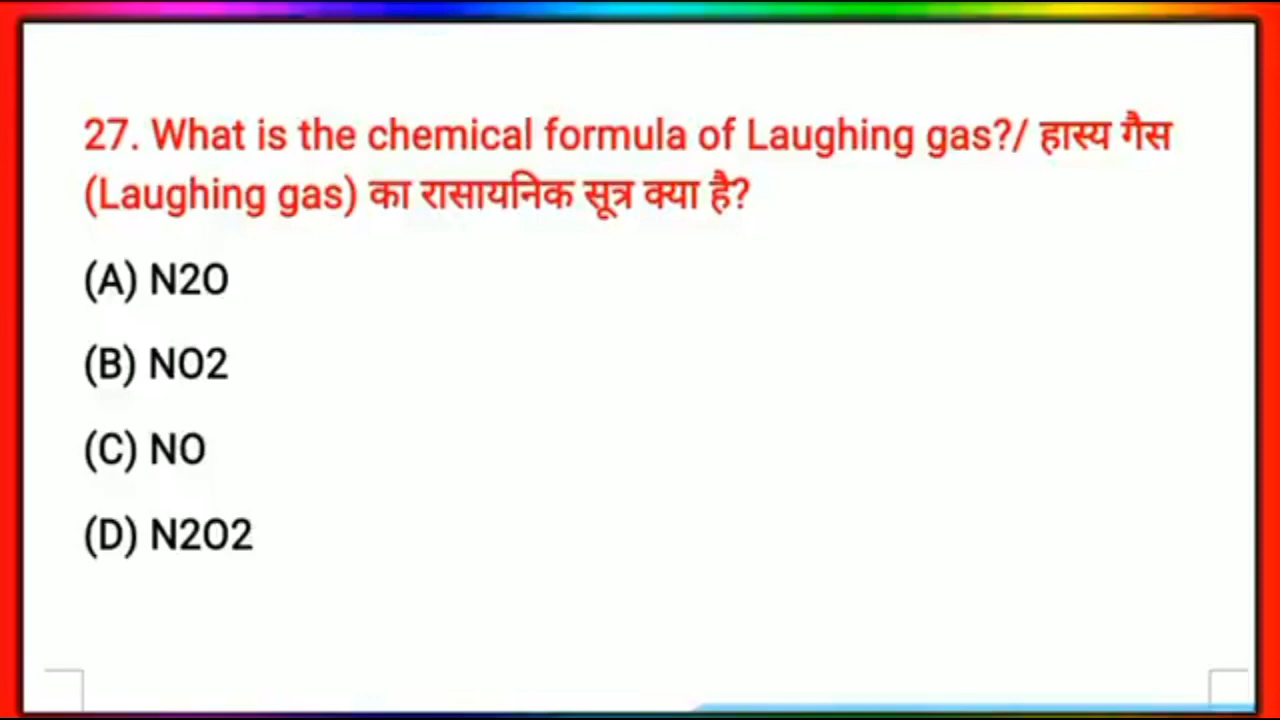 27. What is the chemical formula of Laughing gas?/ हास्य गैस
(Laughing gas) का रासायनिक सूत्र क्या है?
(A) N2O
(B) NO2
(C) NO
(D) N2O2